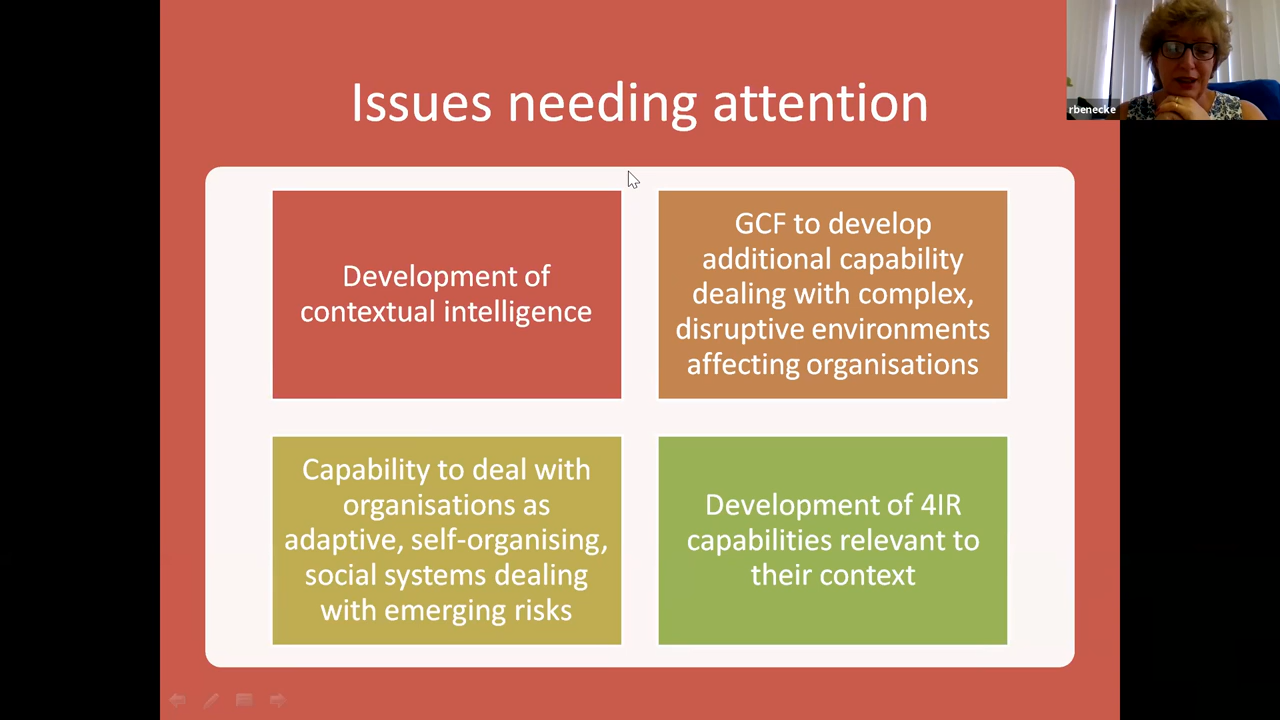 Issues needing attention
rbenecke
Development of
contextual intelligence
GCF to develop
additional capability
dealing with complex,
disruptive environments
affecting organisations
Capability to deal with
organisations as
adaptive, self-organising,
social systems dealing
with emerging risks
Development of 4IR
capabilities relevant to
their context